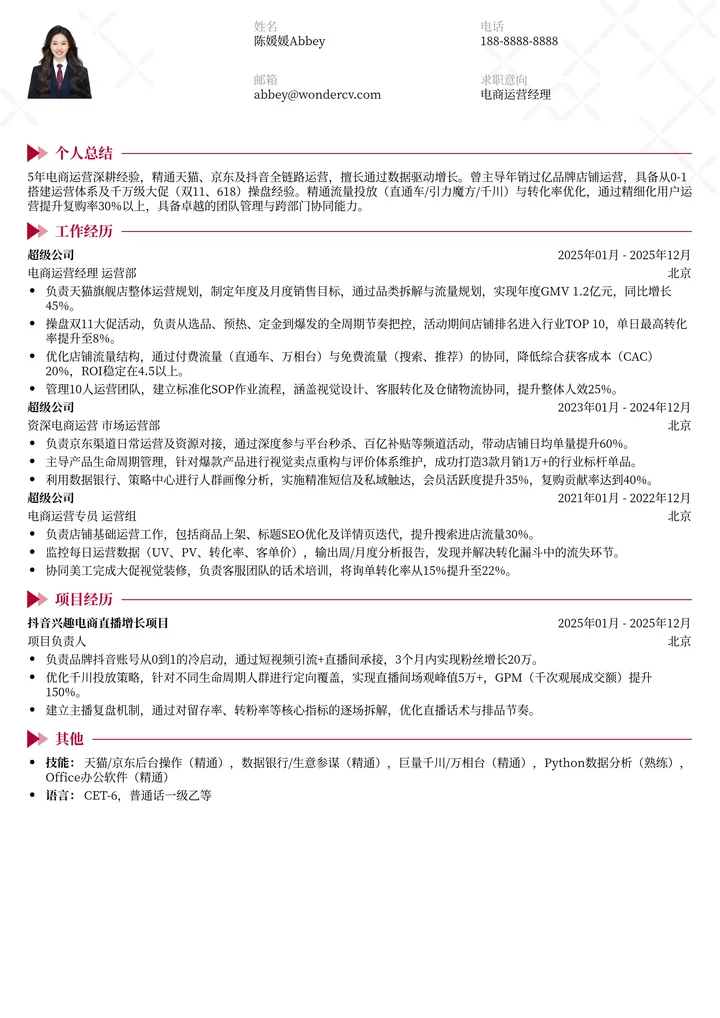 姓名
陈媛媛Abbey
电话
188-8888-8888
邮箱
abbey@wondercv.com
求职意向
电商运营经理
个人总结
5年电商运营深耕经验，精通天猫、京东及抖音全链路运营，擅长通过数据驱动增长。曾主导年销过亿品牌店铺运营，具备从0-1
搭建运营体系及千万级大促（双11、618）操盘经验。精通流量投放（直通车/引力魔方/千川）与转化率优化，通过精细化用户运
营提升复购率30%以上，具备卓越的团队管理与跨部门协同能力。
工作经历
超级公司 2025年01月 - 2025年12月
电商运营经理 运营部 北京
• 负责天猫旗舰店整体运营规划，制定年度及月度销售目标，通过品类拆解与流量规划，实现年度GMV 1.2亿元，同比增长
45%。
• 操盘双11大促活动，负责从选品、预热、定金到爆发的全周期节奏把控，活动期间店铺排名进入行业TOP 10，单日最高转化
率提升至8%。
• 优化店铺流量结构，通过付费流量（直通车、万相台）与免费流量（搜索、推荐）的协同，降低综合获客成本（CAC）
20%，ROI稳定在4.5以上。
• 管理10人运营团队，建立标准化SOP作业流程，涵盖视觉设计、客服转化及仓储物流协同，提升整体人效25%。
超级公司 2023年01月 - 2024年12月
资深电商运营 市场运营部 北京
• 负责京东渠道日常运营及资源对接，通过深度参与平台秒杀、百亿补贴等频道活动，带动店铺日均单量提升60%。
• 主导产品生命周期管理，针对爆款产品进行视觉卖点重构与评价体系维护，成功打造3款月销1万+的行业标杆单品。
• 利用数据银行、策略中心进行人群画像分析，实施精准短信及私域触达，会员活跃度提升35%，复购贡献率达到40%。
超级公司 2021年01月 - 2022年12月
电商运营专员 运营组 北京
• 负责店铺基础运营工作，包括商品上架、标题SEO优化及详情页迭代，提升搜索进店流量30%。
• 监控每日运营数据（UV、PV、转化率、客单价），输出周/月度分析报告，发现并解决转化漏斗中的流失环节。
• 协同美工完成大促视觉装修，负责客服团队的话术培训，将询单转化率从15%提升至22%。
项目经历
抖音兴趣电商直播增长项目 2025年01月 - 2025年12月
项目负责人 北京
• 负责品牌抖音账号从0到1的冷启动，通过短视频引流+直播间承接，3个月内实现粉丝增长20万。
• 优化千川投放策略，针对不同生命周期人群进行定向覆盖，实现直播间场观峰值5万+，GPM（千次观展成交额）提升
150%。
• 建立主播复盘机制，通过对留存率、转粉率等核心指标的逐场拆解，优化直播话术与排品节奏。
其他
• 技能： 天猫/京东后台操作（精通），数据银行/生意参谋（精通），巨量千川/万相台（精通），Python数据分析（熟练），
Office办公软件（精通）
• 语言： CET-6，普通话一级乙等